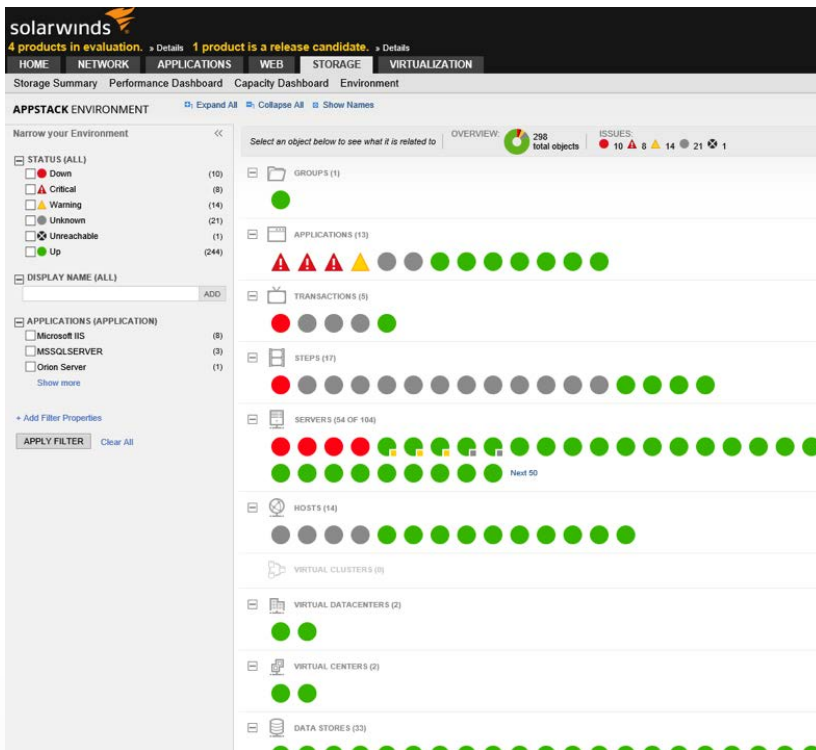 solarwinds
4 products in evaluation. » Details 1 product is a release candidate. » Details
HOME NETWORK APPLICATIONS WEB STORAGE VIRTUALIZATION
Storage Summary Performance Dashboard Capacity Dashboard Environment
APPSTACK ENVIRONMENT Expand All Collapse All Show Names
Narrow your Environment <<
STATUS (ALL)
Down (10)
Critical (8)
Warning (14)
Unknown (21)
Unreachable (1)
Up (244)
DISPLAY NAME (ALL)
ADD
APPLICATIONS (APPLICATION)
Microsoft IIS (8)
MSSQLSERVER (3)
Orion Server (1)
Show more
+ Add Filter Properties
APPLY FILTER Clear All
Select an object below to see what it is related to OVERVIEW: 298 total objects ISSUES: 10 8 14 21 1
GROUPS (1)
APPLICATIONS (13)
TRANSACTIONS (5)
STEPS (17)
SERVERS (54 OF 104)
Next 50
HOSTS (14)
VIRTUAL CLUSTERS (0)
VIRTUAL DATACENTERS (2)
VIRTUAL CENTERS (2)
DATA STORES (33)